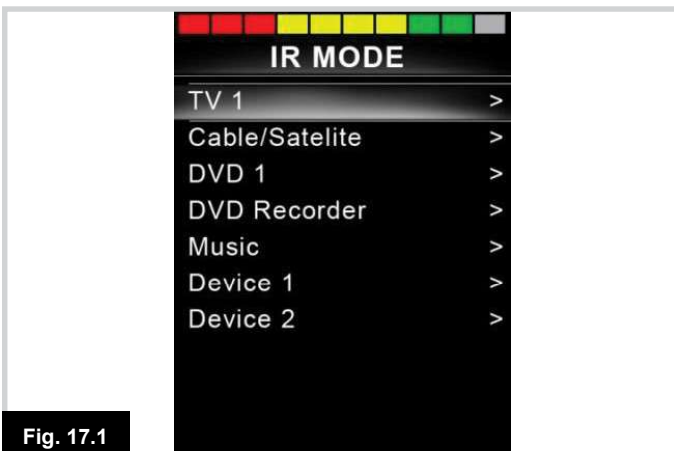 IR MODE
TV 1 >
Cable/Satelite >
DVD 1 >
DVD Recorder >
Music >
Device 1 >
Device 2 >
Fig. 17.1